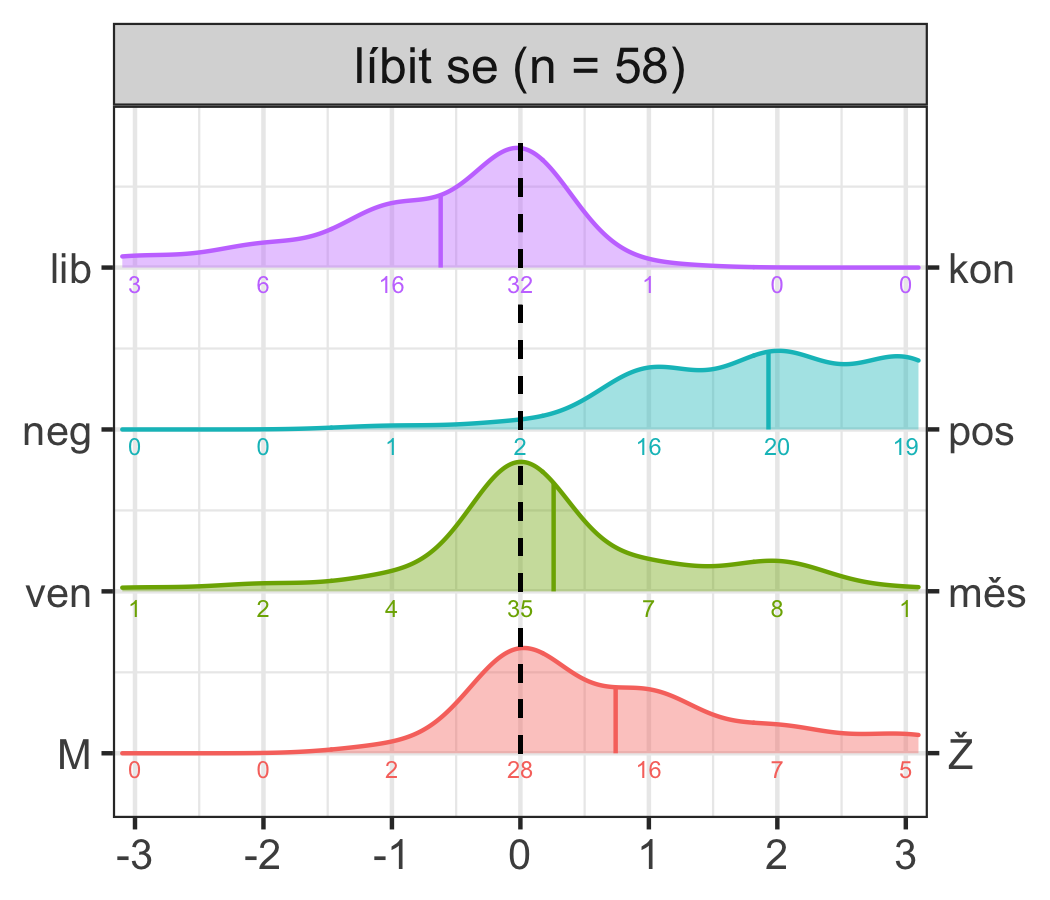 líbit se (n = 58)
lib kon
3 6 16 32 1 0 0
neg pos
0 0 1 2 16 20 19
ven měs
1 2 4 35 7 8 1
M Ž
0 0 2 28 16 7 5
-3 -2 -1 0 1 2 3